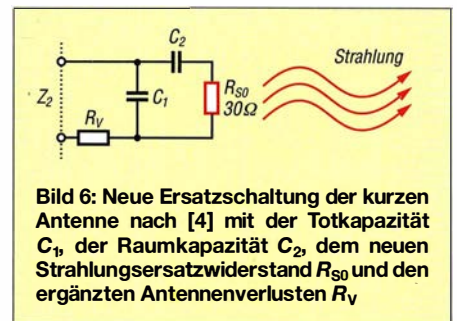 C2
Strahlung
Z2
C1
RS0
30Ω
RV
Bild 6: Neue Ersatzschaltung der kurzen
Antenne nach [4] mit der Totkapazität
C1, der Raumkapazität C2, dem neuen
Strahlungsersatzwiderstand RS0 und den
ergänzten Antennenverlusten RV